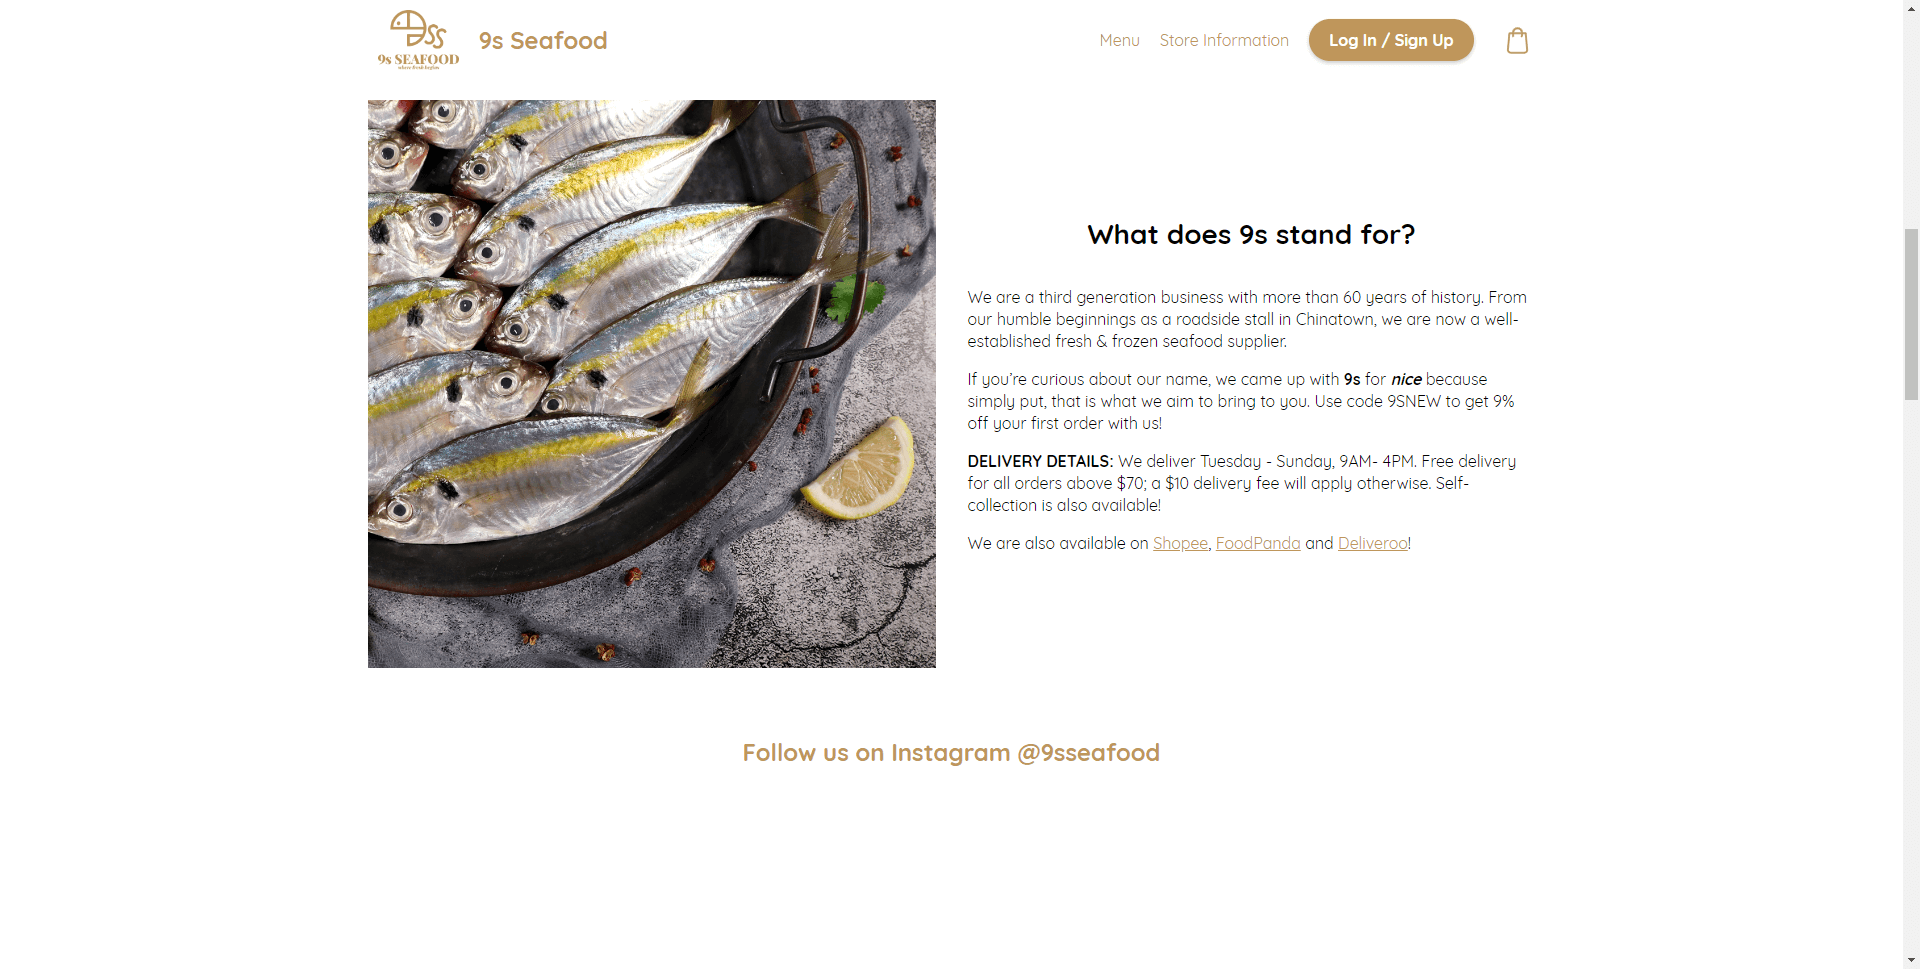 9s SEAFOOD
where fresh begins
9s Seafood
Menu
Store Information
Log In / Sign Up
What does 9s stand for?
We are a third generation business with more than 60 years of history. From
our humble beginnings as a roadside stall in Chinatown, we are now a well-
established fresh & frozen seafood supplier.
If you’re curious about our name, we came up with 9s for nice because
simply put, that is what we aim to bring to you. Use code 9SNEW to get 9%
off your first order with us!
DELIVERY DETAILS: We deliver Tuesday - Sunday, 9AM- 4PM. Free delivery
for all orders above $70; a $10 delivery fee will apply otherwise. Self-
collection is also available!
We are also available on Shopee, FoodPanda and Deliveroo!
Follow us on Instagram @9sseafood